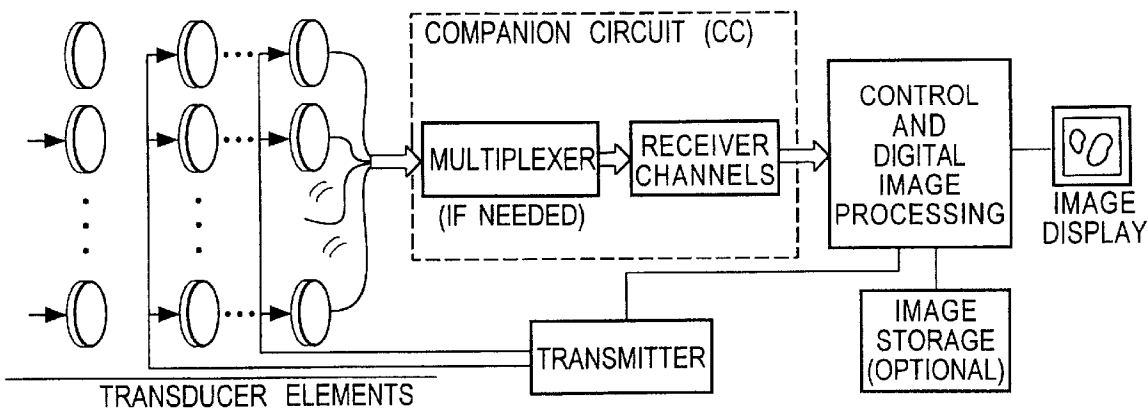 COMPANION CIRCUIT (CC)
MULTIPLEXER
(IF NEEDED)
RECEIVER
CHANNELS
CONTROL
AND
DIGITAL
IMAGE
PROCESSING
IMAGE
DISPLAY
TRANSMITTER
IMAGE
STORAGE
(OPTIONAL)
TRANSDUCER ELEMENTS